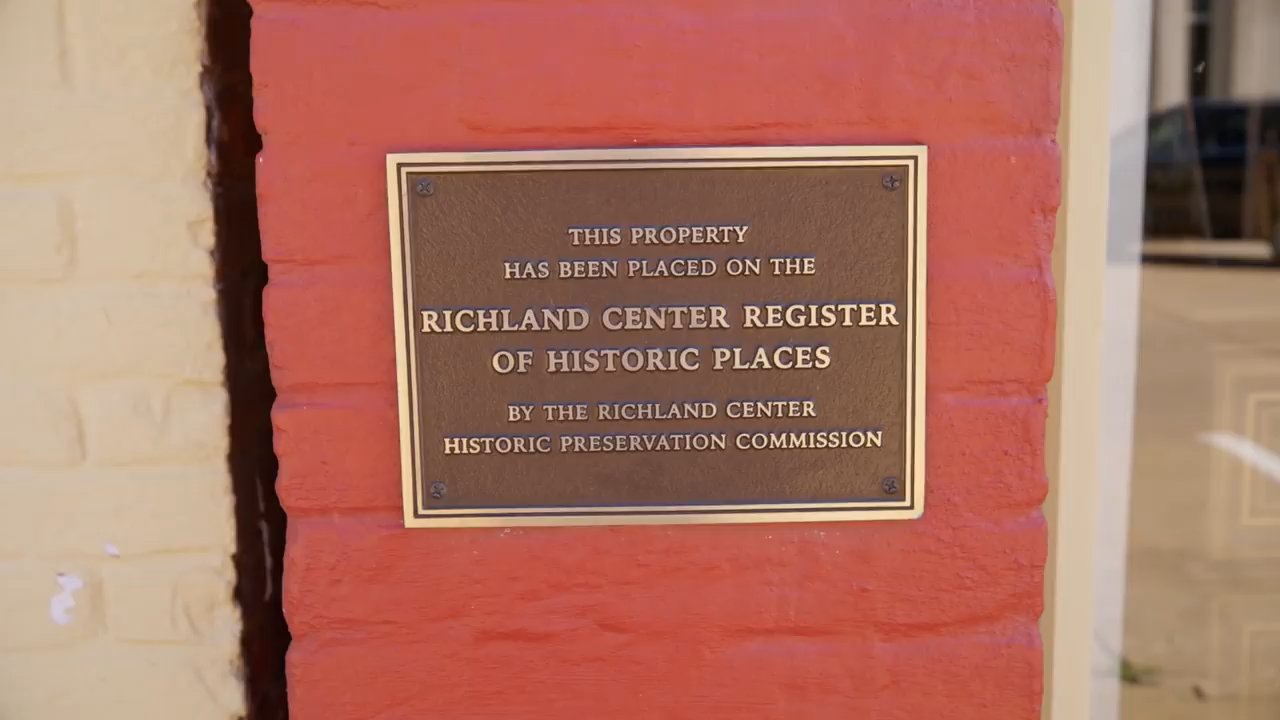 THIS PROPERTY
HAS BEEN PLACED ON THE
RICHLAND CENTER REGISTER
OF HISTORIC PLACES
BY THE RICHLAND CENTER
HISTORIC PRESERVATION COMMISSION